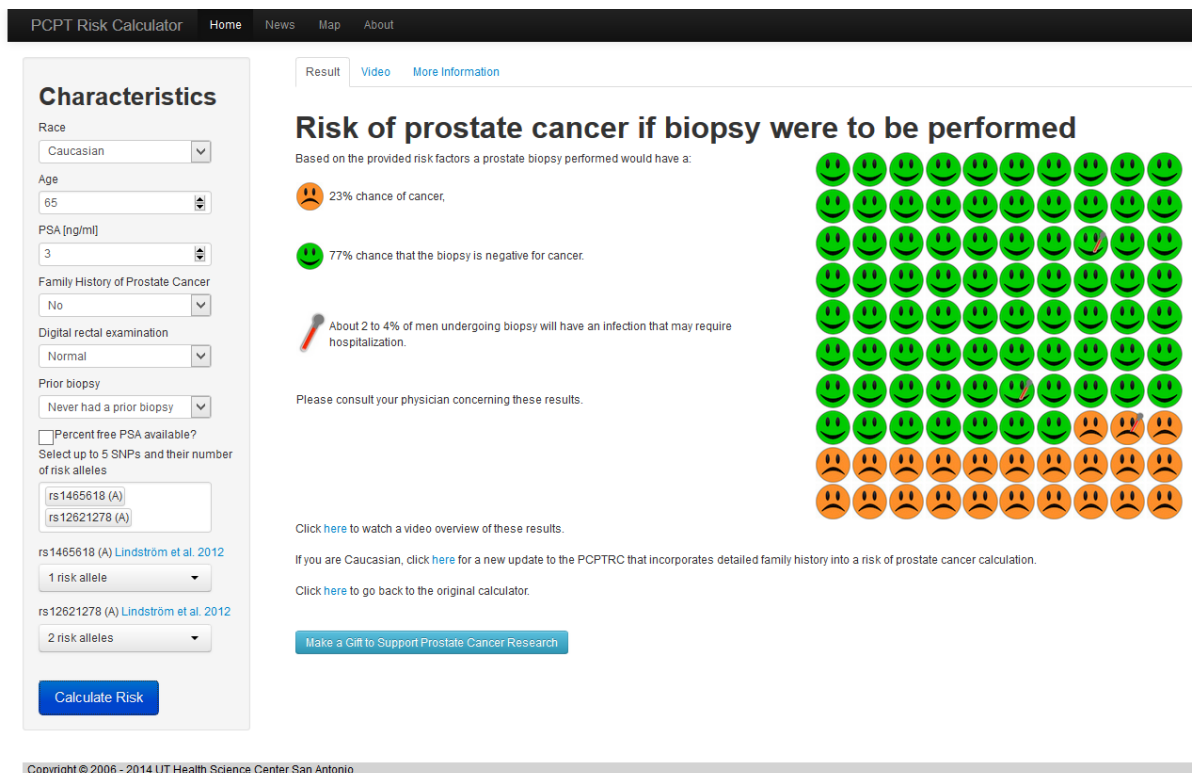 PCPT Risk Calculator Home News Map About
Characteristics
Race
Caucasian
Age
65
PSA [ng/ml]
3
Family History of Prostate Cancer
No
Digital rectal examination
Normal
Prior biopsy
Never had a prior biopsy
Percent free PSA available?
Select up to 5 SNPs and their number
of risk alleles
rs1465618 (A)
rs12621278 (A)
rs1465618 (A) Lindström et al. 2012
1 risk allele
rs12621278 (A) Lindström et al. 2012
2 risk alleles
Calculate Risk
Result Video More Information
Risk of prostate cancer if biopsy were to be performed
Based on the provided risk factors a prostate biopsy performed would have a:
23% chance of cancer,
77% chance that the biopsy is negative for cancer.
About 2 to 4% of men undergoing biopsy will have an infection that may require
hospitalization.
Please consult your physician concerning these results.
Click here to watch a video overview of these results.
If you are Caucasian, click here for a new update to the PCPTRC that incorporates detailed family history into a risk of prostate cancer calculation.
Click here to go back to the original calculator.
Make a Gift to Support Prostate Cancer Research
Copyright © 2006 - 2014 UT Health Science Center San Antonio